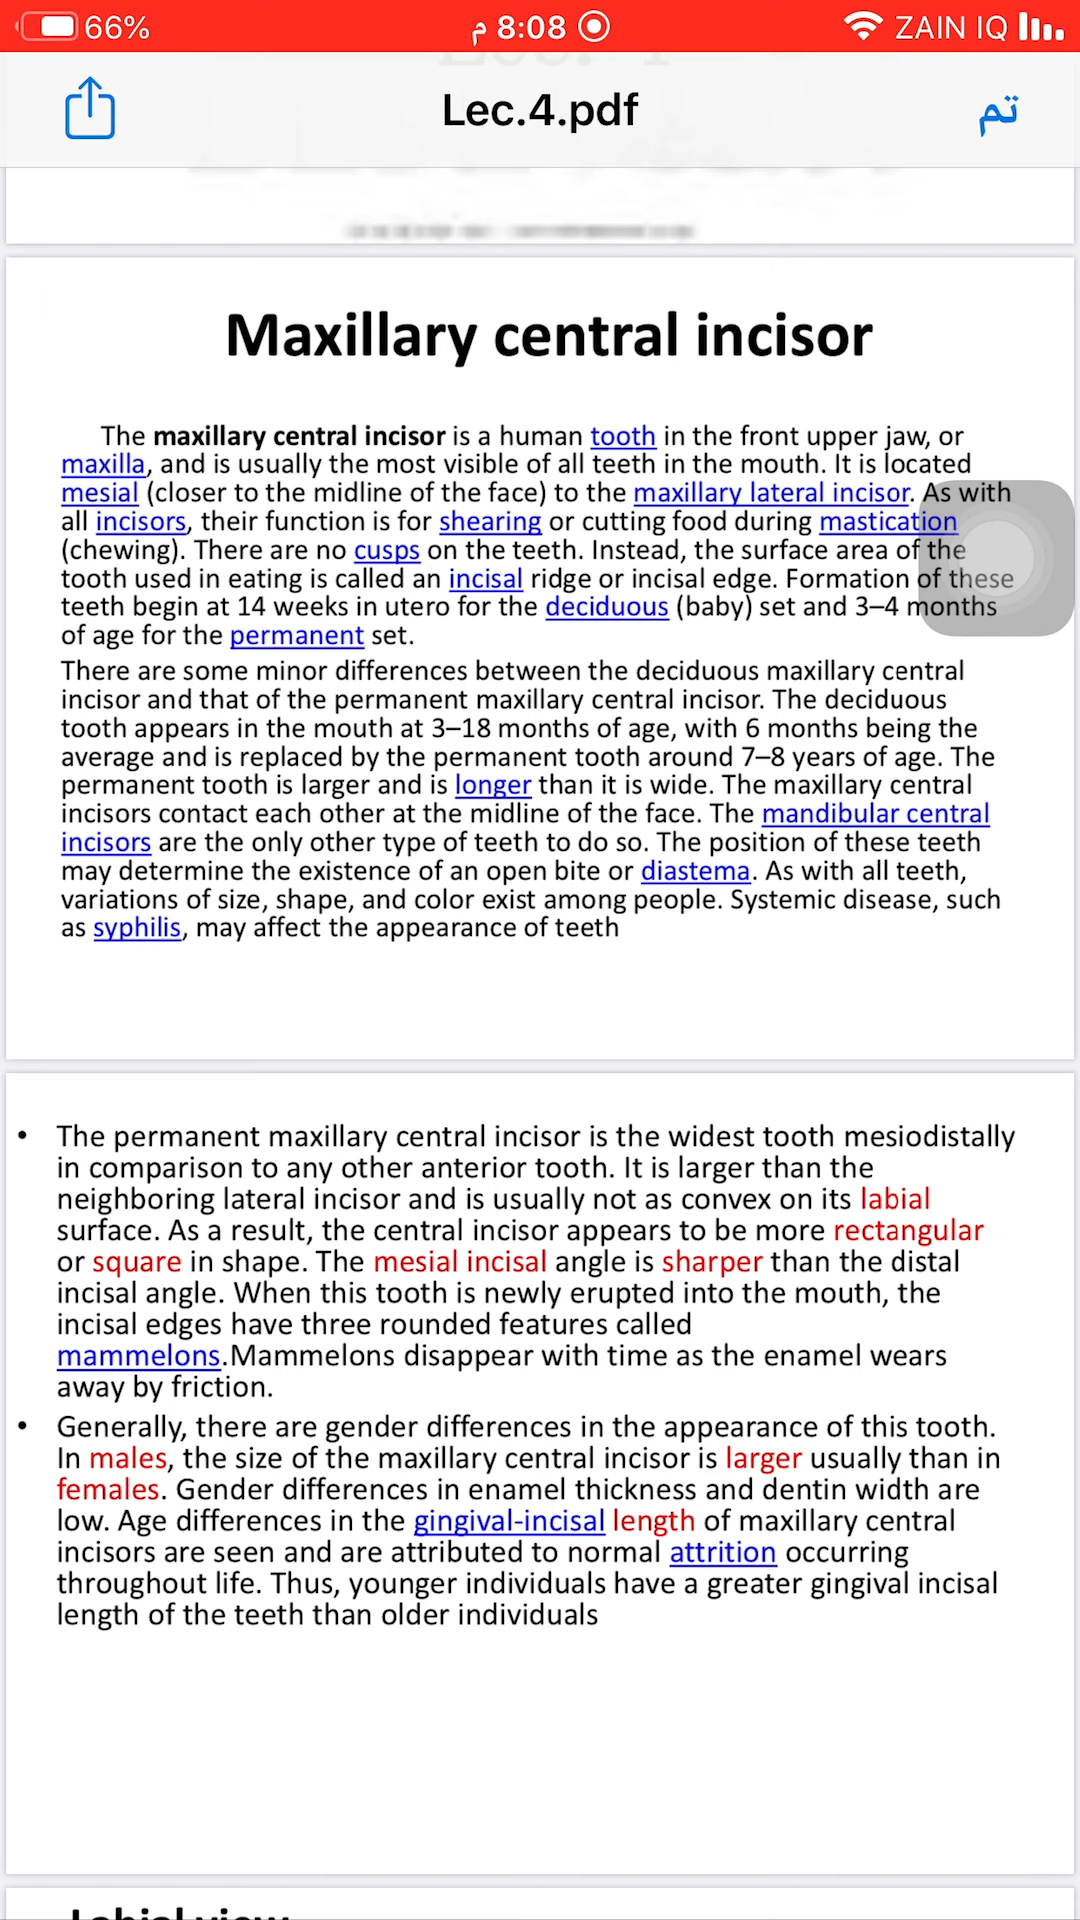 66%
8:08 م
ZAIN IQ
Lec.4.pdf
تم
Maxillary central incisor
The maxillary central incisor is a human tooth in the front upper jaw, or
maxilla, and is usually the most visible of all teeth in the mouth. It is located
mesial (closer to the midline of the face) to the maxillary lateral incisor. As with
all incisors, their function is for shearing or cutting food during mastication
(chewing). There are no cusps on the teeth. Instead, the surface area of the
tooth used in eating is called an incisal ridge or incisal edge. Formation of these
teeth begin at 14 weeks in utero for the deciduous (baby) set and 3–4 months
of age for the permanent set.
There are some minor differences between the deciduous maxillary central
incisor and that of the permanent maxillary central incisor. The deciduous
tooth appears in the mouth at 3–18 months of age, with 6 months being the
average and is replaced by the permanent tooth around 7–8 years of age. The
permanent tooth is larger and is longer than it is wide. The maxillary central
incisors contact each other at the midline of the face. The mandibular central
incisors are the only other type of teeth to do so. The position of these teeth
may determine the existence of an open bite or diastema. As with all teeth,
variations of size, shape, and color exist among people. Systemic disease, such
as syphilis, may affect the appearance of teeth
• The permanent maxillary central incisor is the widest tooth mesiodistally
in comparison to any other anterior tooth. It is larger than the
neighboring lateral incisor and is usually not as convex on its labial
surface. As a result, the central incisor appears to be more rectangular
or square in shape. The mesial incisal angle is sharper than the distal
incisal angle. When this tooth is newly erupted into the mouth, the
incisal edges have three rounded features called
mammelons.Mammelons disappear with time as the enamel wears
away by friction.
• Generally, there are gender differences in the appearance of this tooth.
In males, the size of the maxillary central incisor is larger usually than in
females. Gender differences in enamel thickness and dentin width are
low. Age differences in the gingival-incisal length of maxillary central
incisors are seen and are attributed to normal attrition occurring
throughout life. Thus, younger individuals have a greater gingival incisal
length of the teeth than older individuals
Labial view